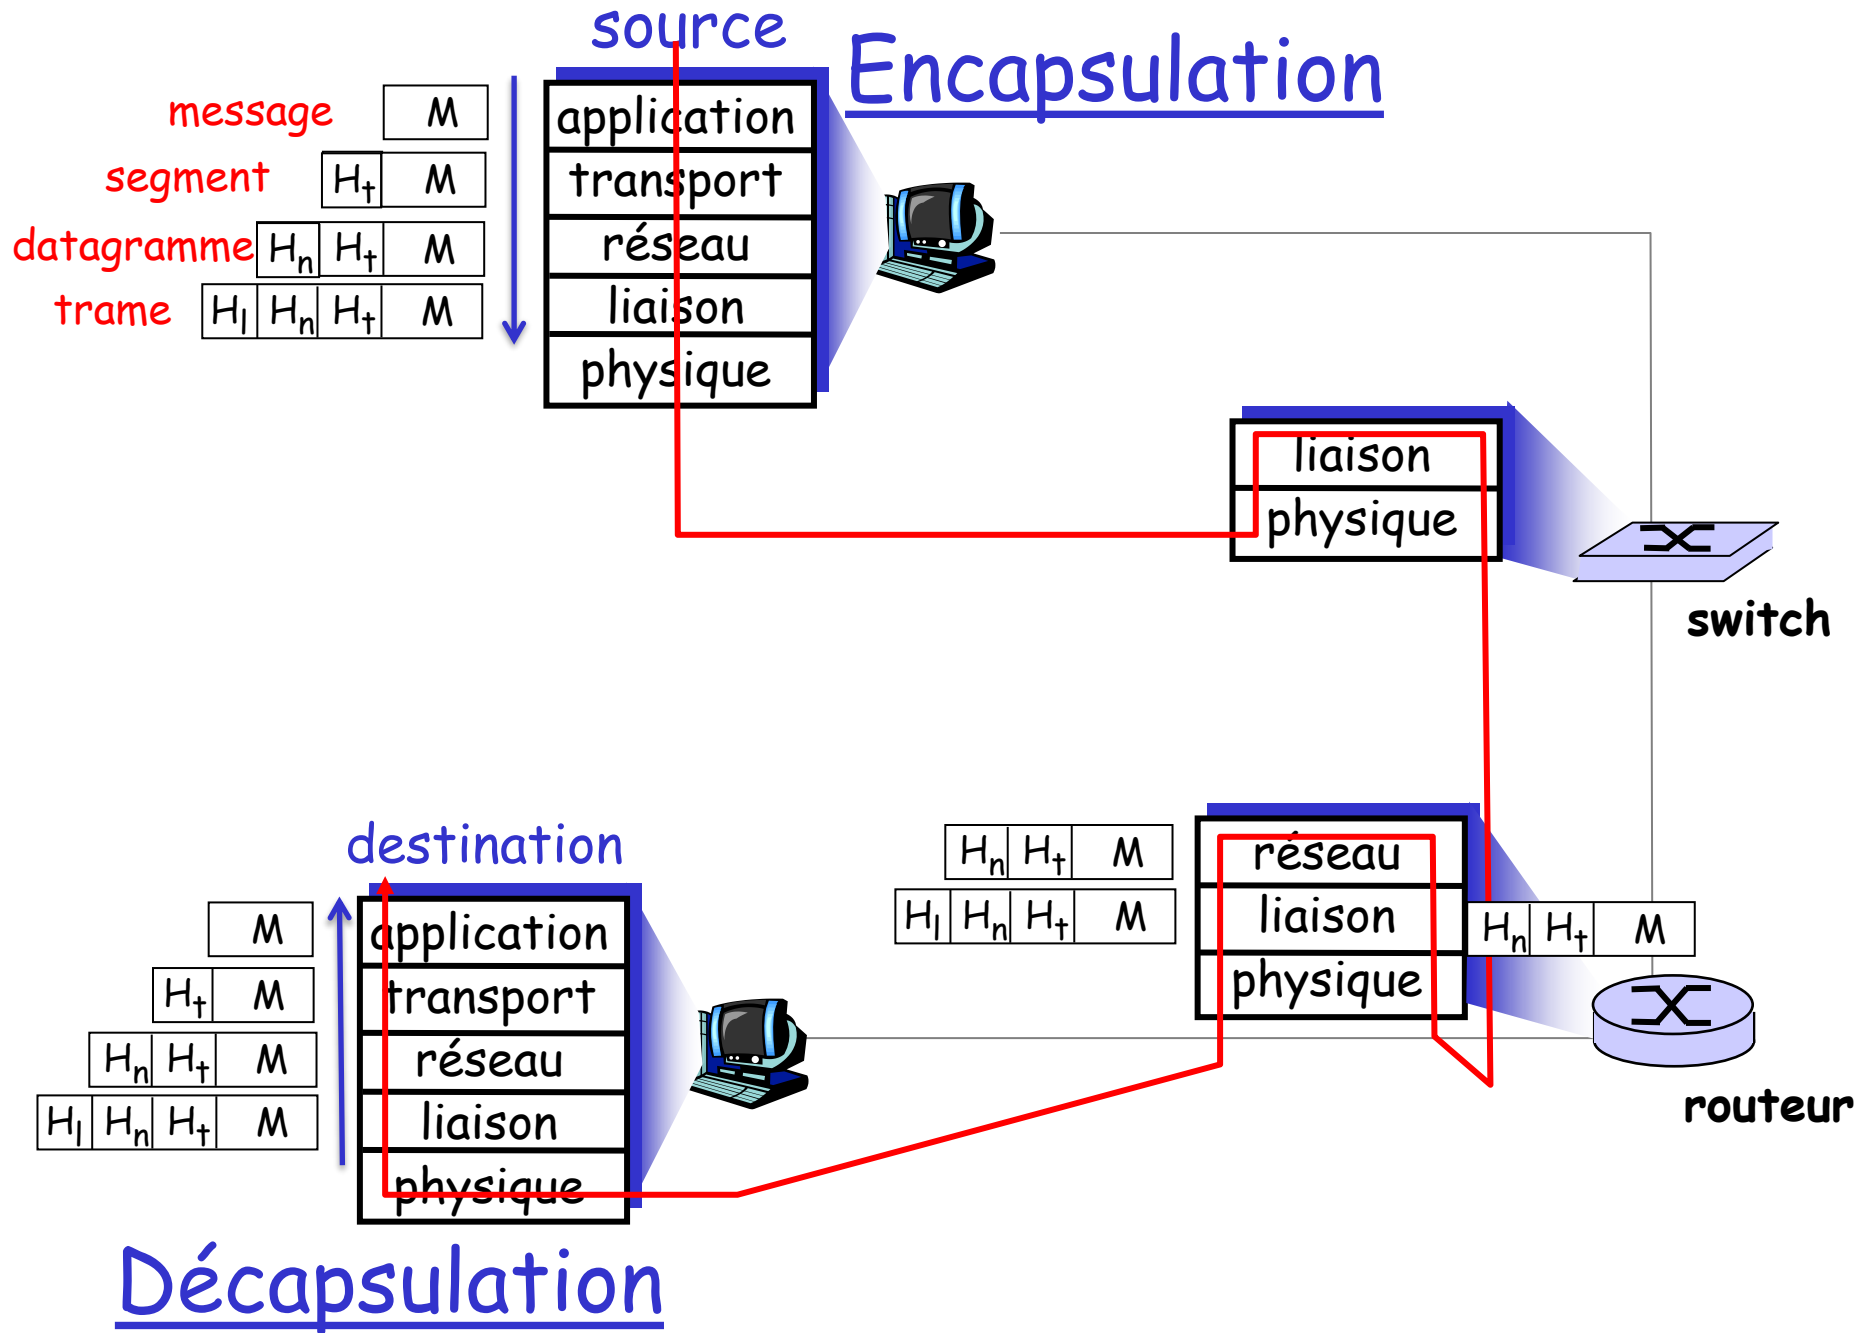 source
Encapsulation
message M
segment Ht M
datagramme Hn Ht M
trame Hl Hn Ht M
application
transport
réseau
liaison
physique
liaison
physique
switch
destination
M
Ht M
Hn Ht M
Hl Hn Ht M
application
transport
réseau
liaison
physique
Hn Ht M
Hl Hn Ht M
réseau
liaison
physique
Hn Ht M
routeur
Décapsulation